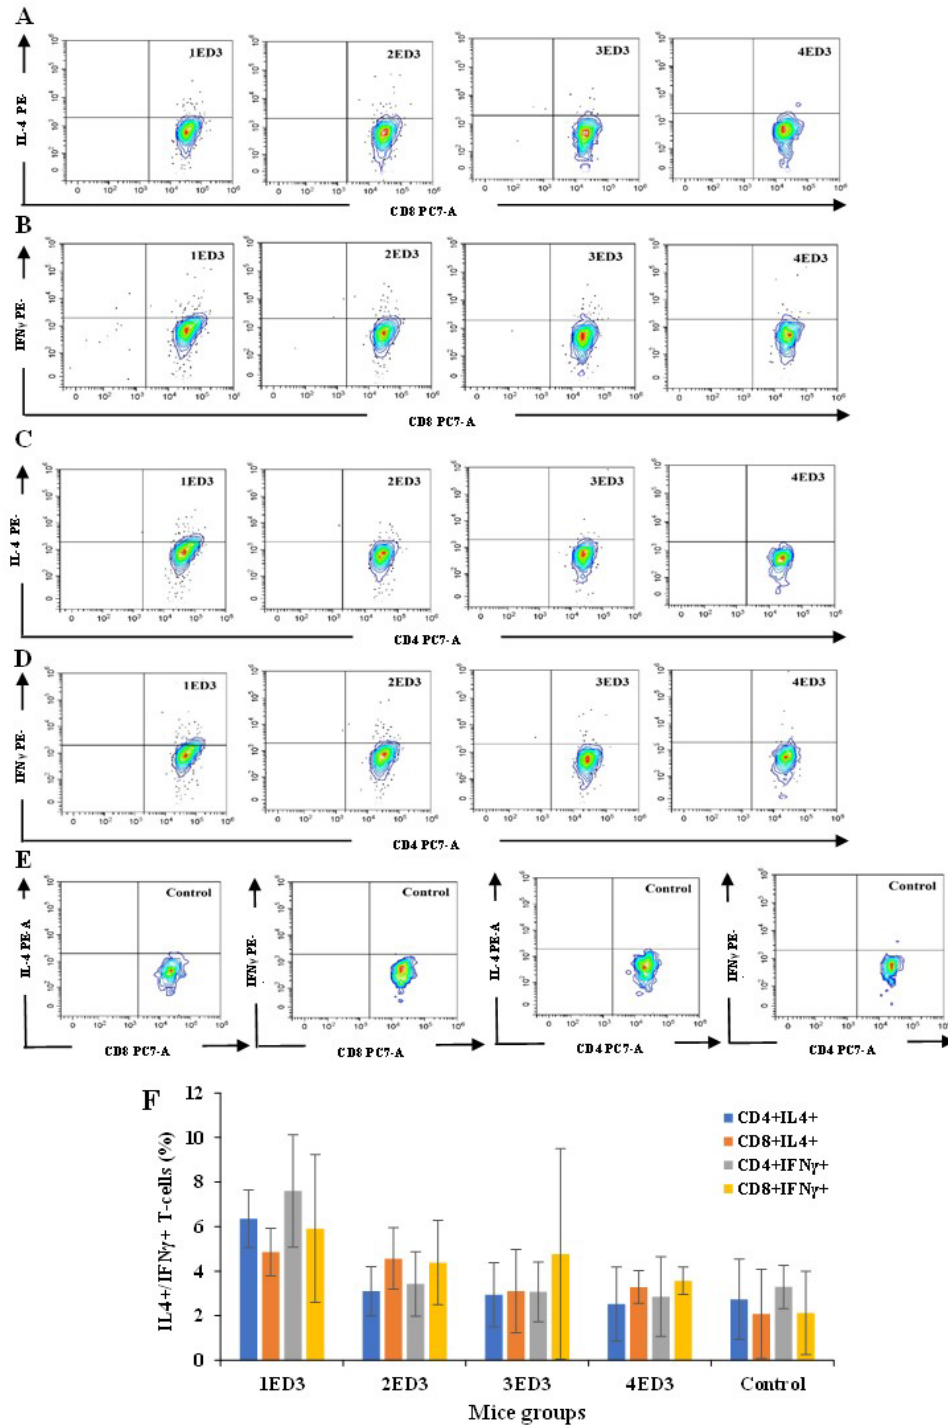 A
IL-4 PE-
1ED3
2ED3
3ED3
4ED3
CD8 PC7-A
B
IFNγ PE-
1ED3
2ED3
3ED3
4ED3
CD8 PC7-A
C
IL-4 PE-
1ED3
2ED3
3ED3
4ED3
CD4 PC7-A
D
IFNγ PE-
1ED3
2ED3
3ED3
4ED3
CD4 PC7-A
E
IL-4 PE-A
Control
CD8 PC7-A
IFNγ PE-
Control
CD8 PC7-A
IL-4 PE-A
Control
CD4 PC7-A
IFNγ PE-
Control
CD4 PC7-A
F
IL4+/IFNγ+ T-cells (%)
12
10
8
6
4
2
0
CD4+IL4+
CD8+IL4+
CD4+IFNγ+
CD8+IFNγ+
1ED3 2ED3 3ED3 4ED3 Control
Mice groups